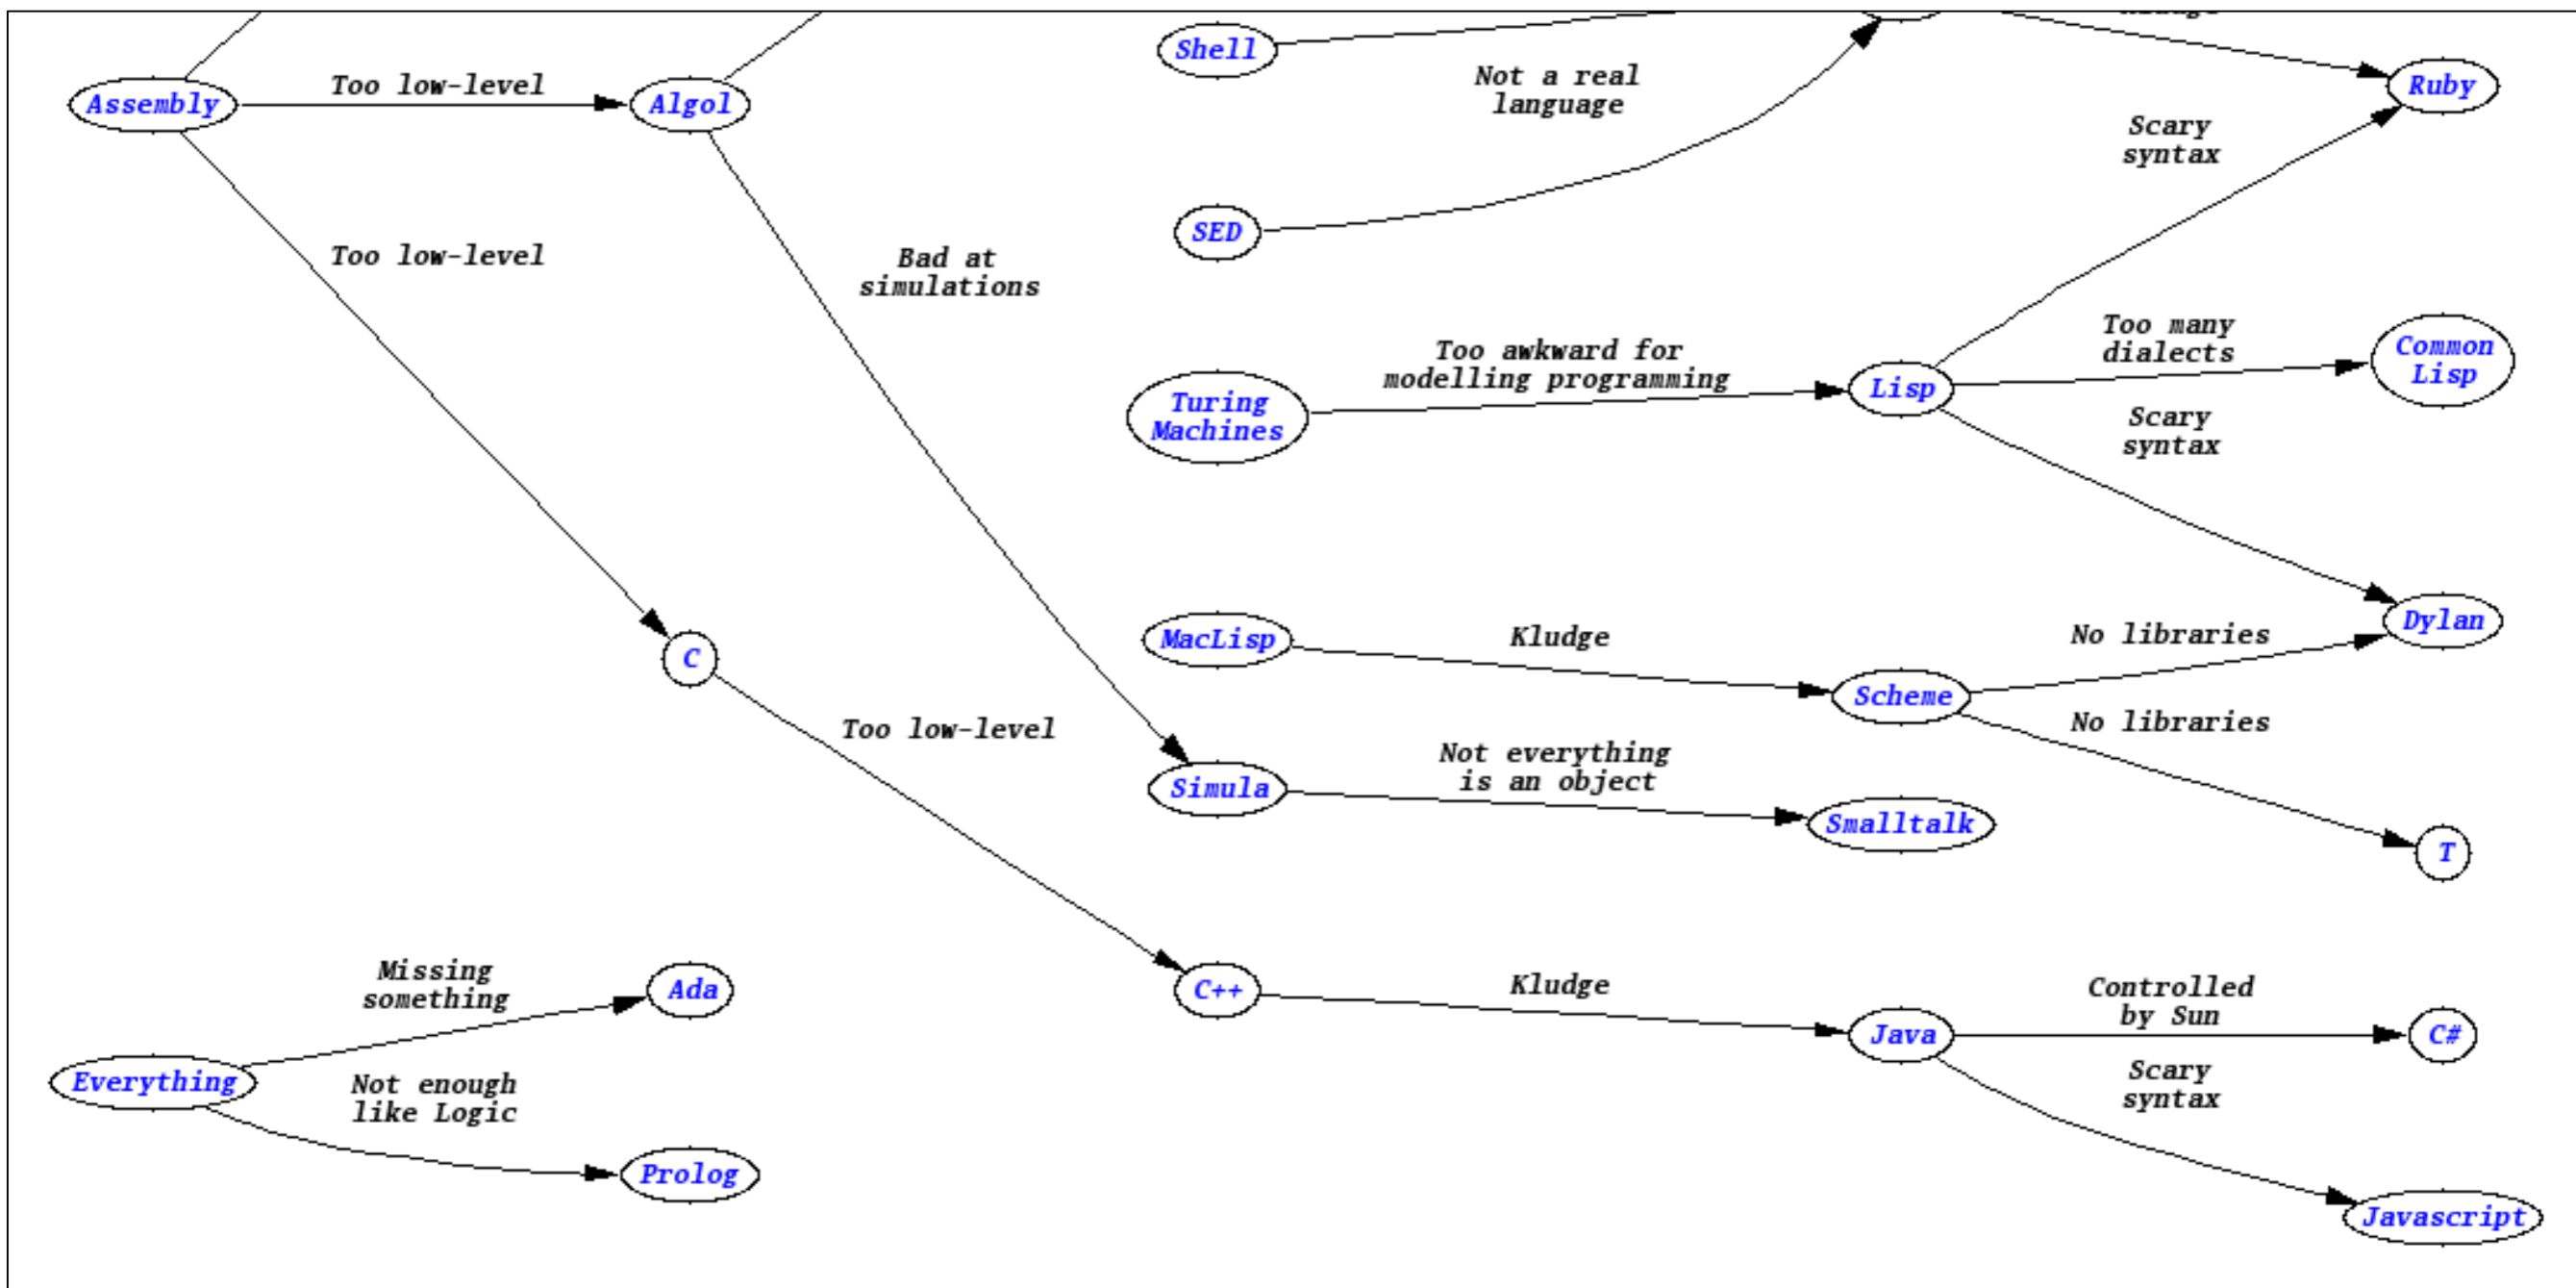 Shell
Not a real
language
Ruby
Assembly
Too low-level
Algol
Scary
syntax
Too low-level
SED
Bad at
simulations
Too awkward for
modelling programming
Turing
Machines
Lisp
Too many
dialects
Common
Lisp
Scary
syntax
MacLisp
Kludge
Scheme
No libraries
Dylan
No libraries
C
Too low-level
Simula
Not everything
is an object
Smalltalk
T
Missing
something
Ada
Everything
Not enough
like Logic
Prolog
C++
Kludge
Java
Controlled
by Sun
C#
Scary
syntax
Javascript